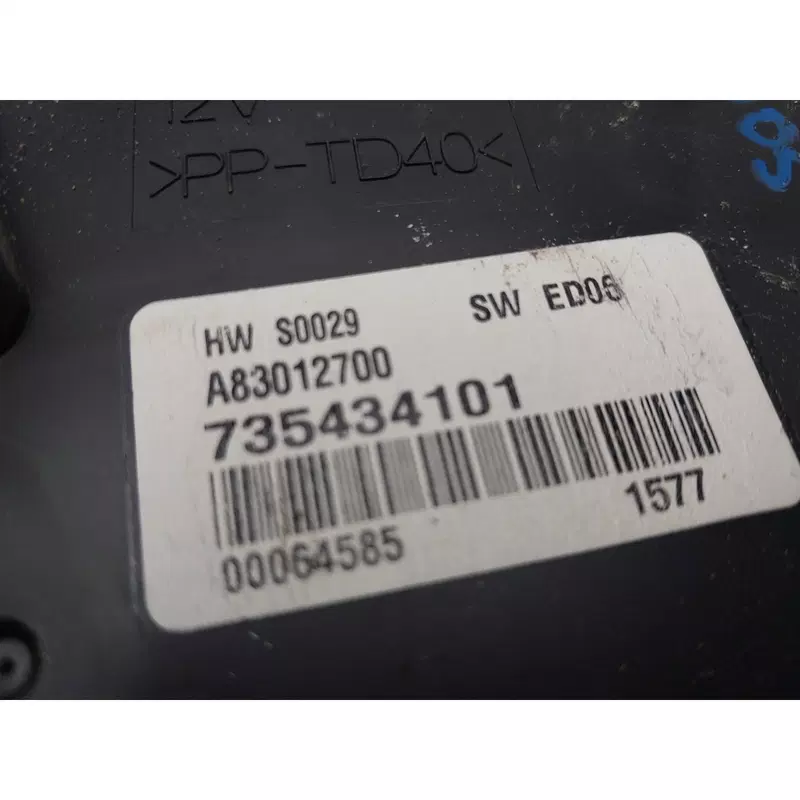 12V
>PP-TD40<
HW S0029 SW ED06
A83012700
735434101
1577
00064585